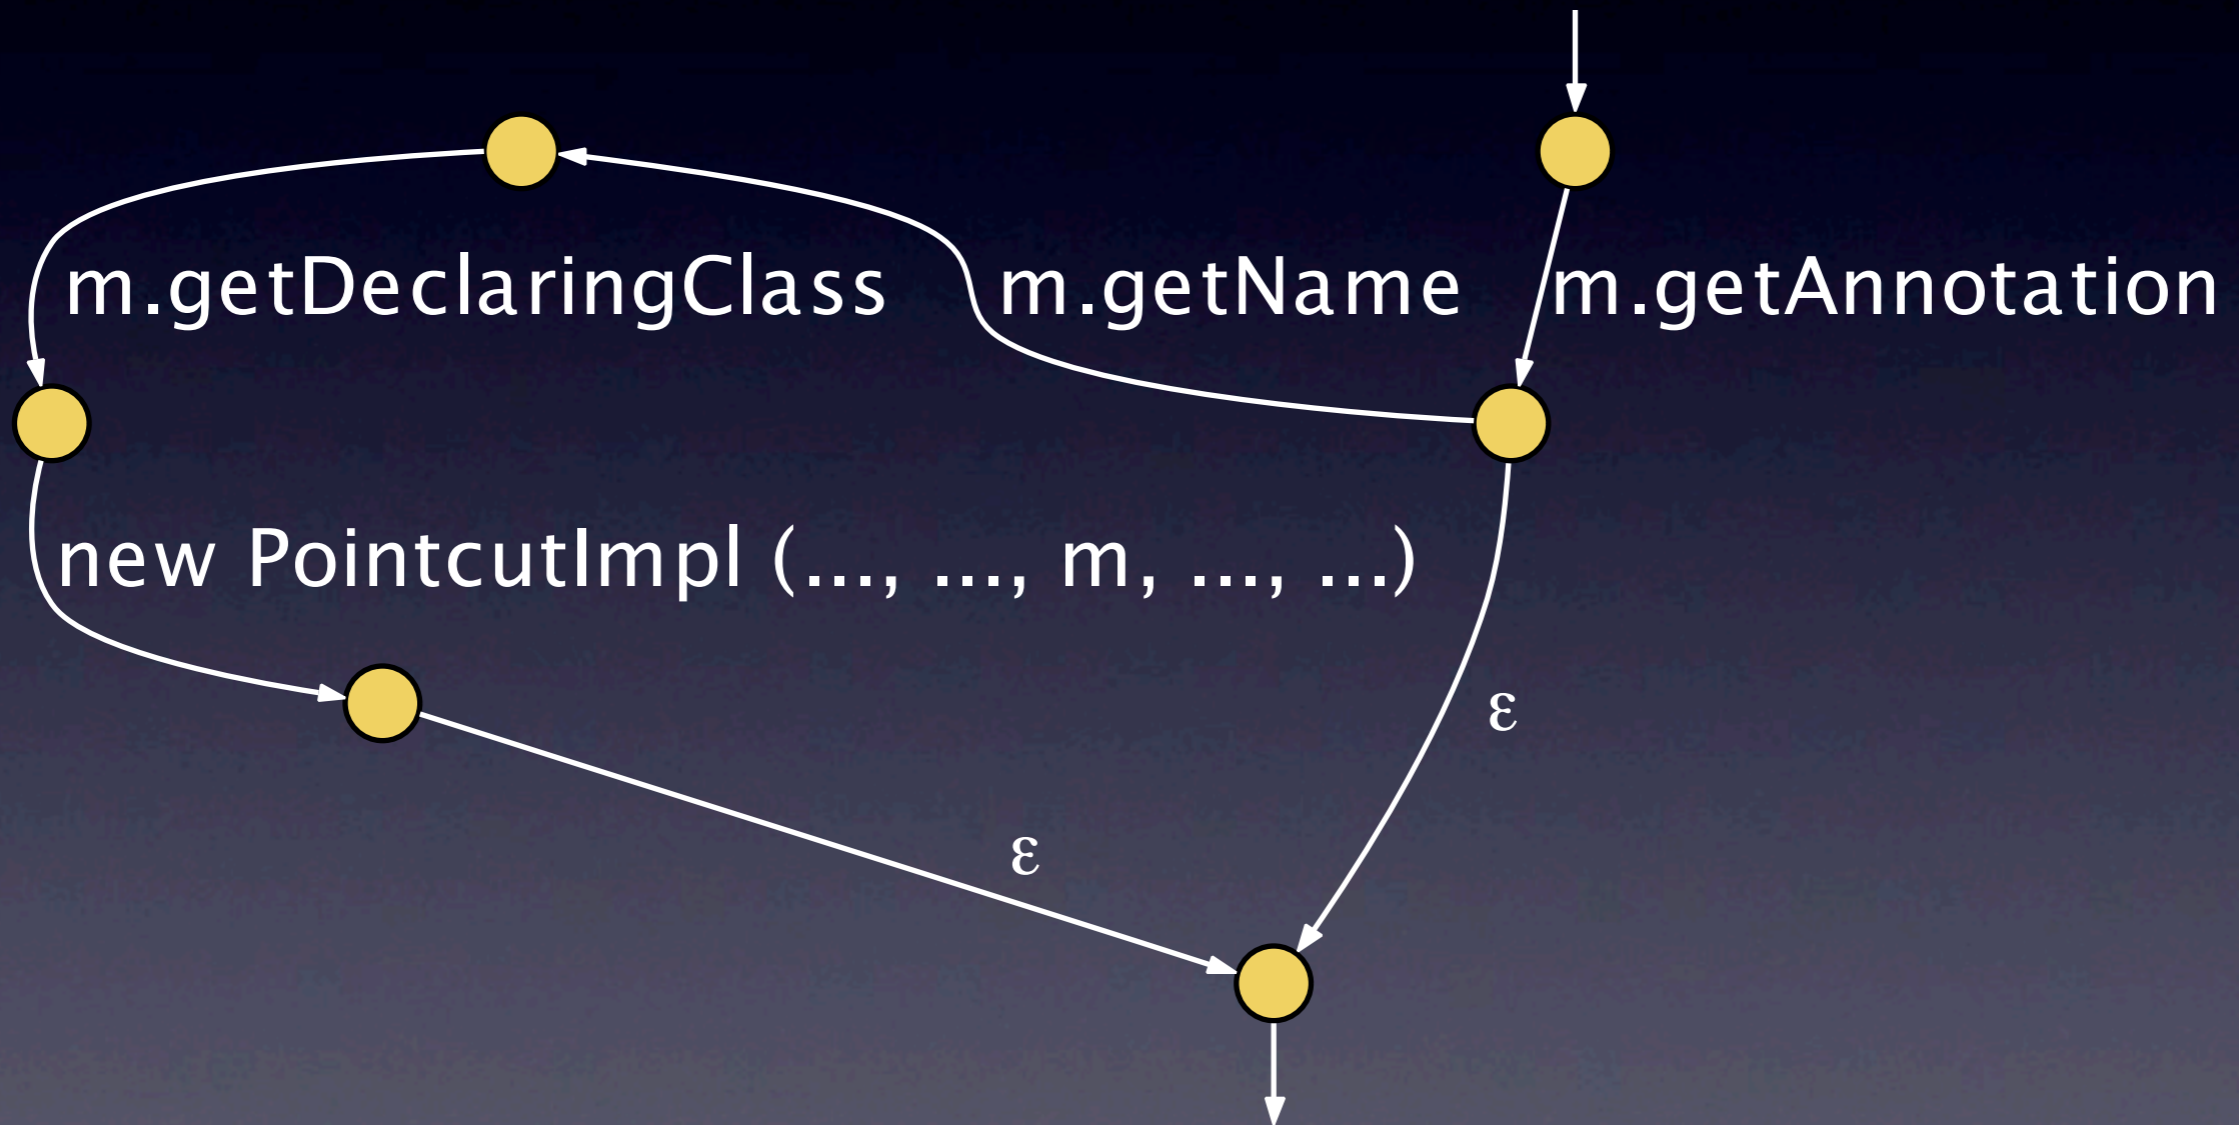 m.getDeclaringClass
m.getName
m.getAnnotation
new PointcutImpl (..., ..., m, ..., ...)
ε
ε